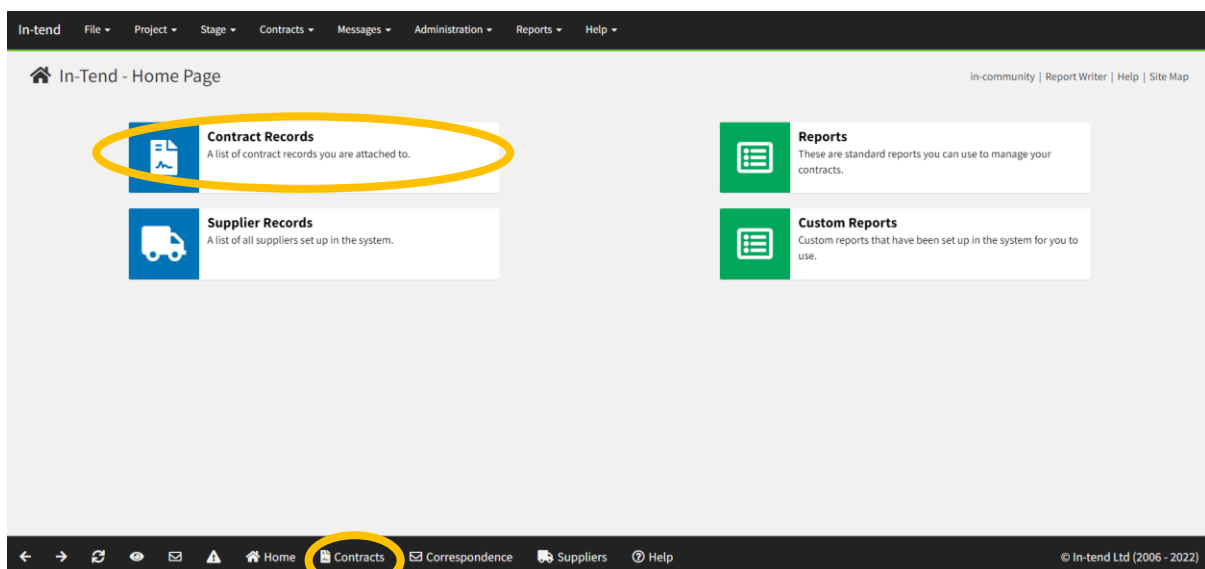 In-tend File Project Stage Contracts Messages Administration Reports Help
In-Tend - Home Page
in-community | Report Writer | Help | Site Map
Contract Records
A list of contract records you are attached to.
Reports
These are standard reports you can use to manage your
contracts.
Supplier Records
A list of all suppliers set up in the system.
Custom Reports
Custom reports that have been set up in the system for you to
use.
Home Contracts Correspondence Suppliers Help © In-tend Ltd (2006 - 2022)